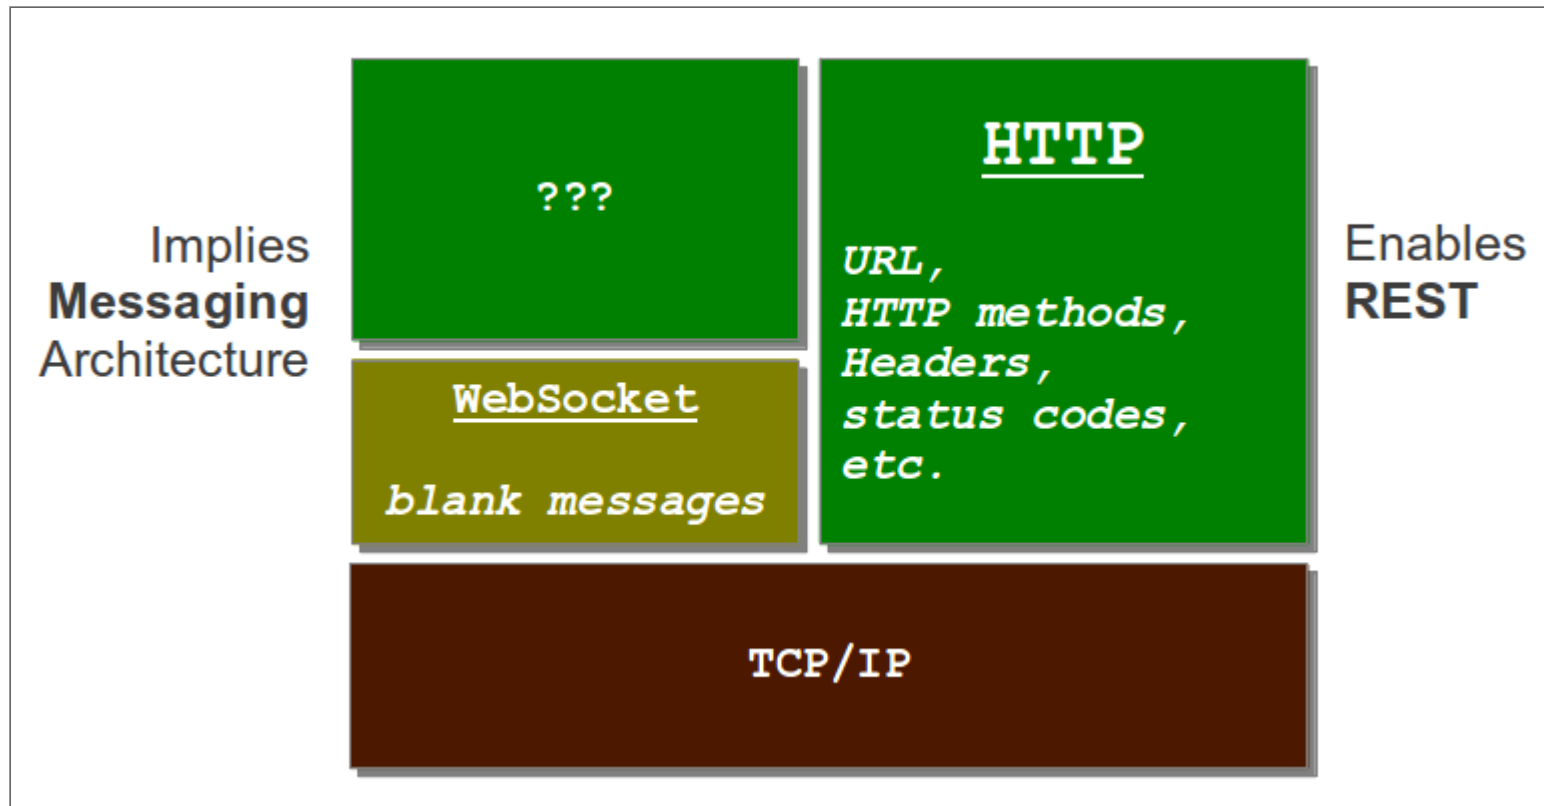 Implies
Messaging
Architecture
???
WebSocket
blank messages
HTTP
URL,
HTTP methods,
Headers,
status codes,
etc.
Enables
REST
TCP/IP